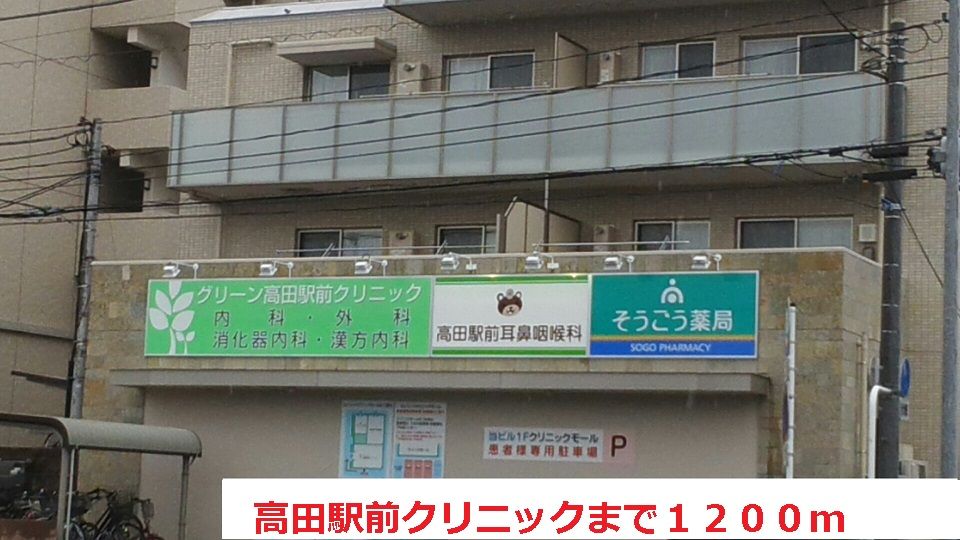 グリーン高田駅前クリニック
内科・外科
消化器内科・漢方内科
高田駅前耳鼻咽喉科
そうごう薬局
SOGO PHARMACY
当ビル1Fクリニックモール
患者様専用駐車場
P
高田駅前クリニックまで１２００ｍ